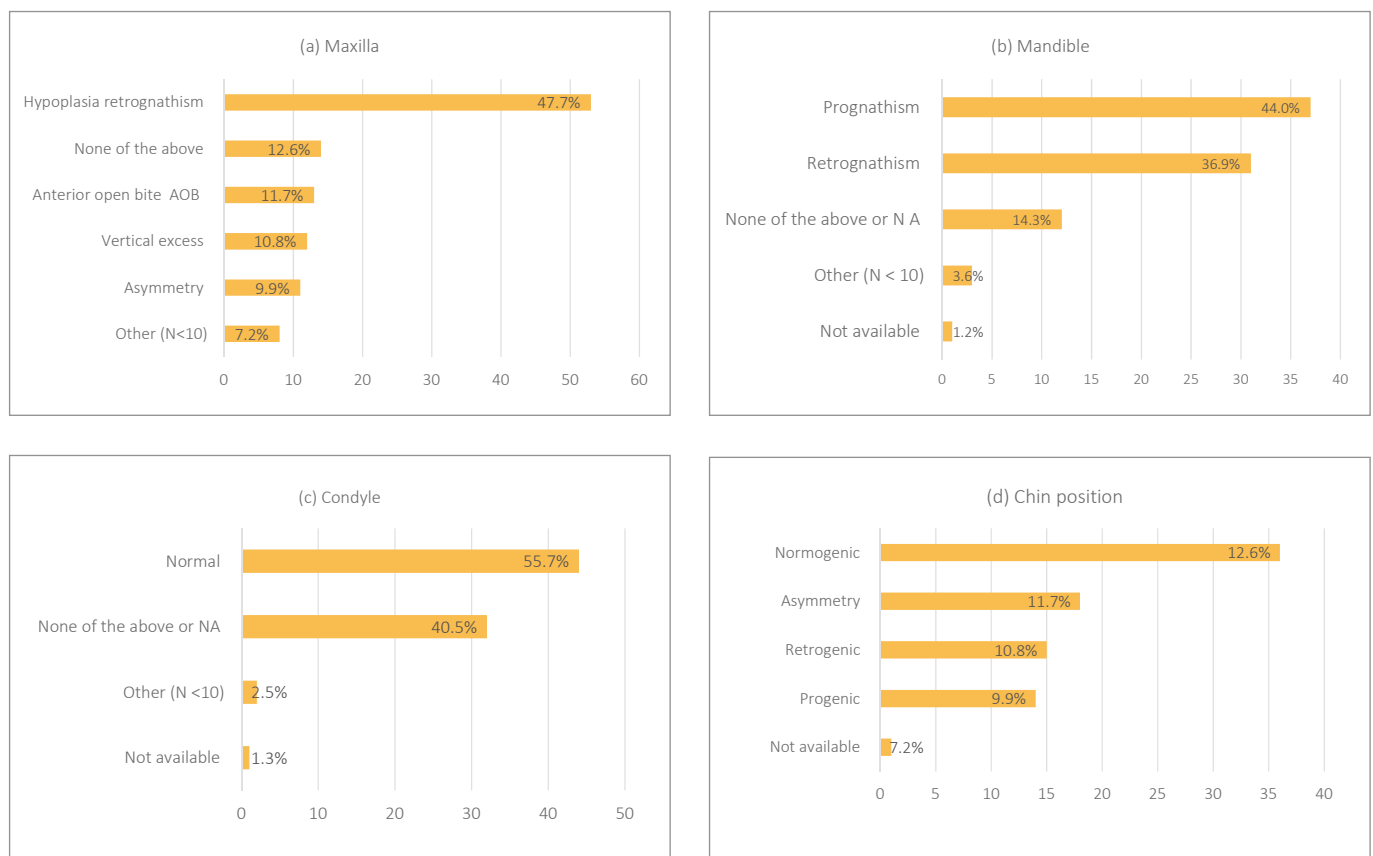 (a) Maxilla
Hypoplasia retrognathism 47.7%
None of the above 12.6%
Anterior open bite AOB 11.7%
Vertical excess 10.8%
Asymmetry 9.9%
Other (N<10) 7.2%
0 10 20 30 40 50 60
(b) Mandible
Prognathism 44.0%
Retrognathism 36.9%
None of the above or N A 14.3%
Other (N < 10) 3.6%
Not available 1.2%
0 5 10 15 20 25 30 35 40
(c) Condyle
Normal 55.7%
None of the above or NA 40.5%
Other (N <10) 2.5%
Not available 1.3%
0 10 20 30 40 50
(d) Chin position
Normogenic 12.6%
Asymmetry 11.7%
Retrogenic 10.8%
Progenic 9.9%
Not available 7.2%
0 5 10 15 20 25 30 35 40